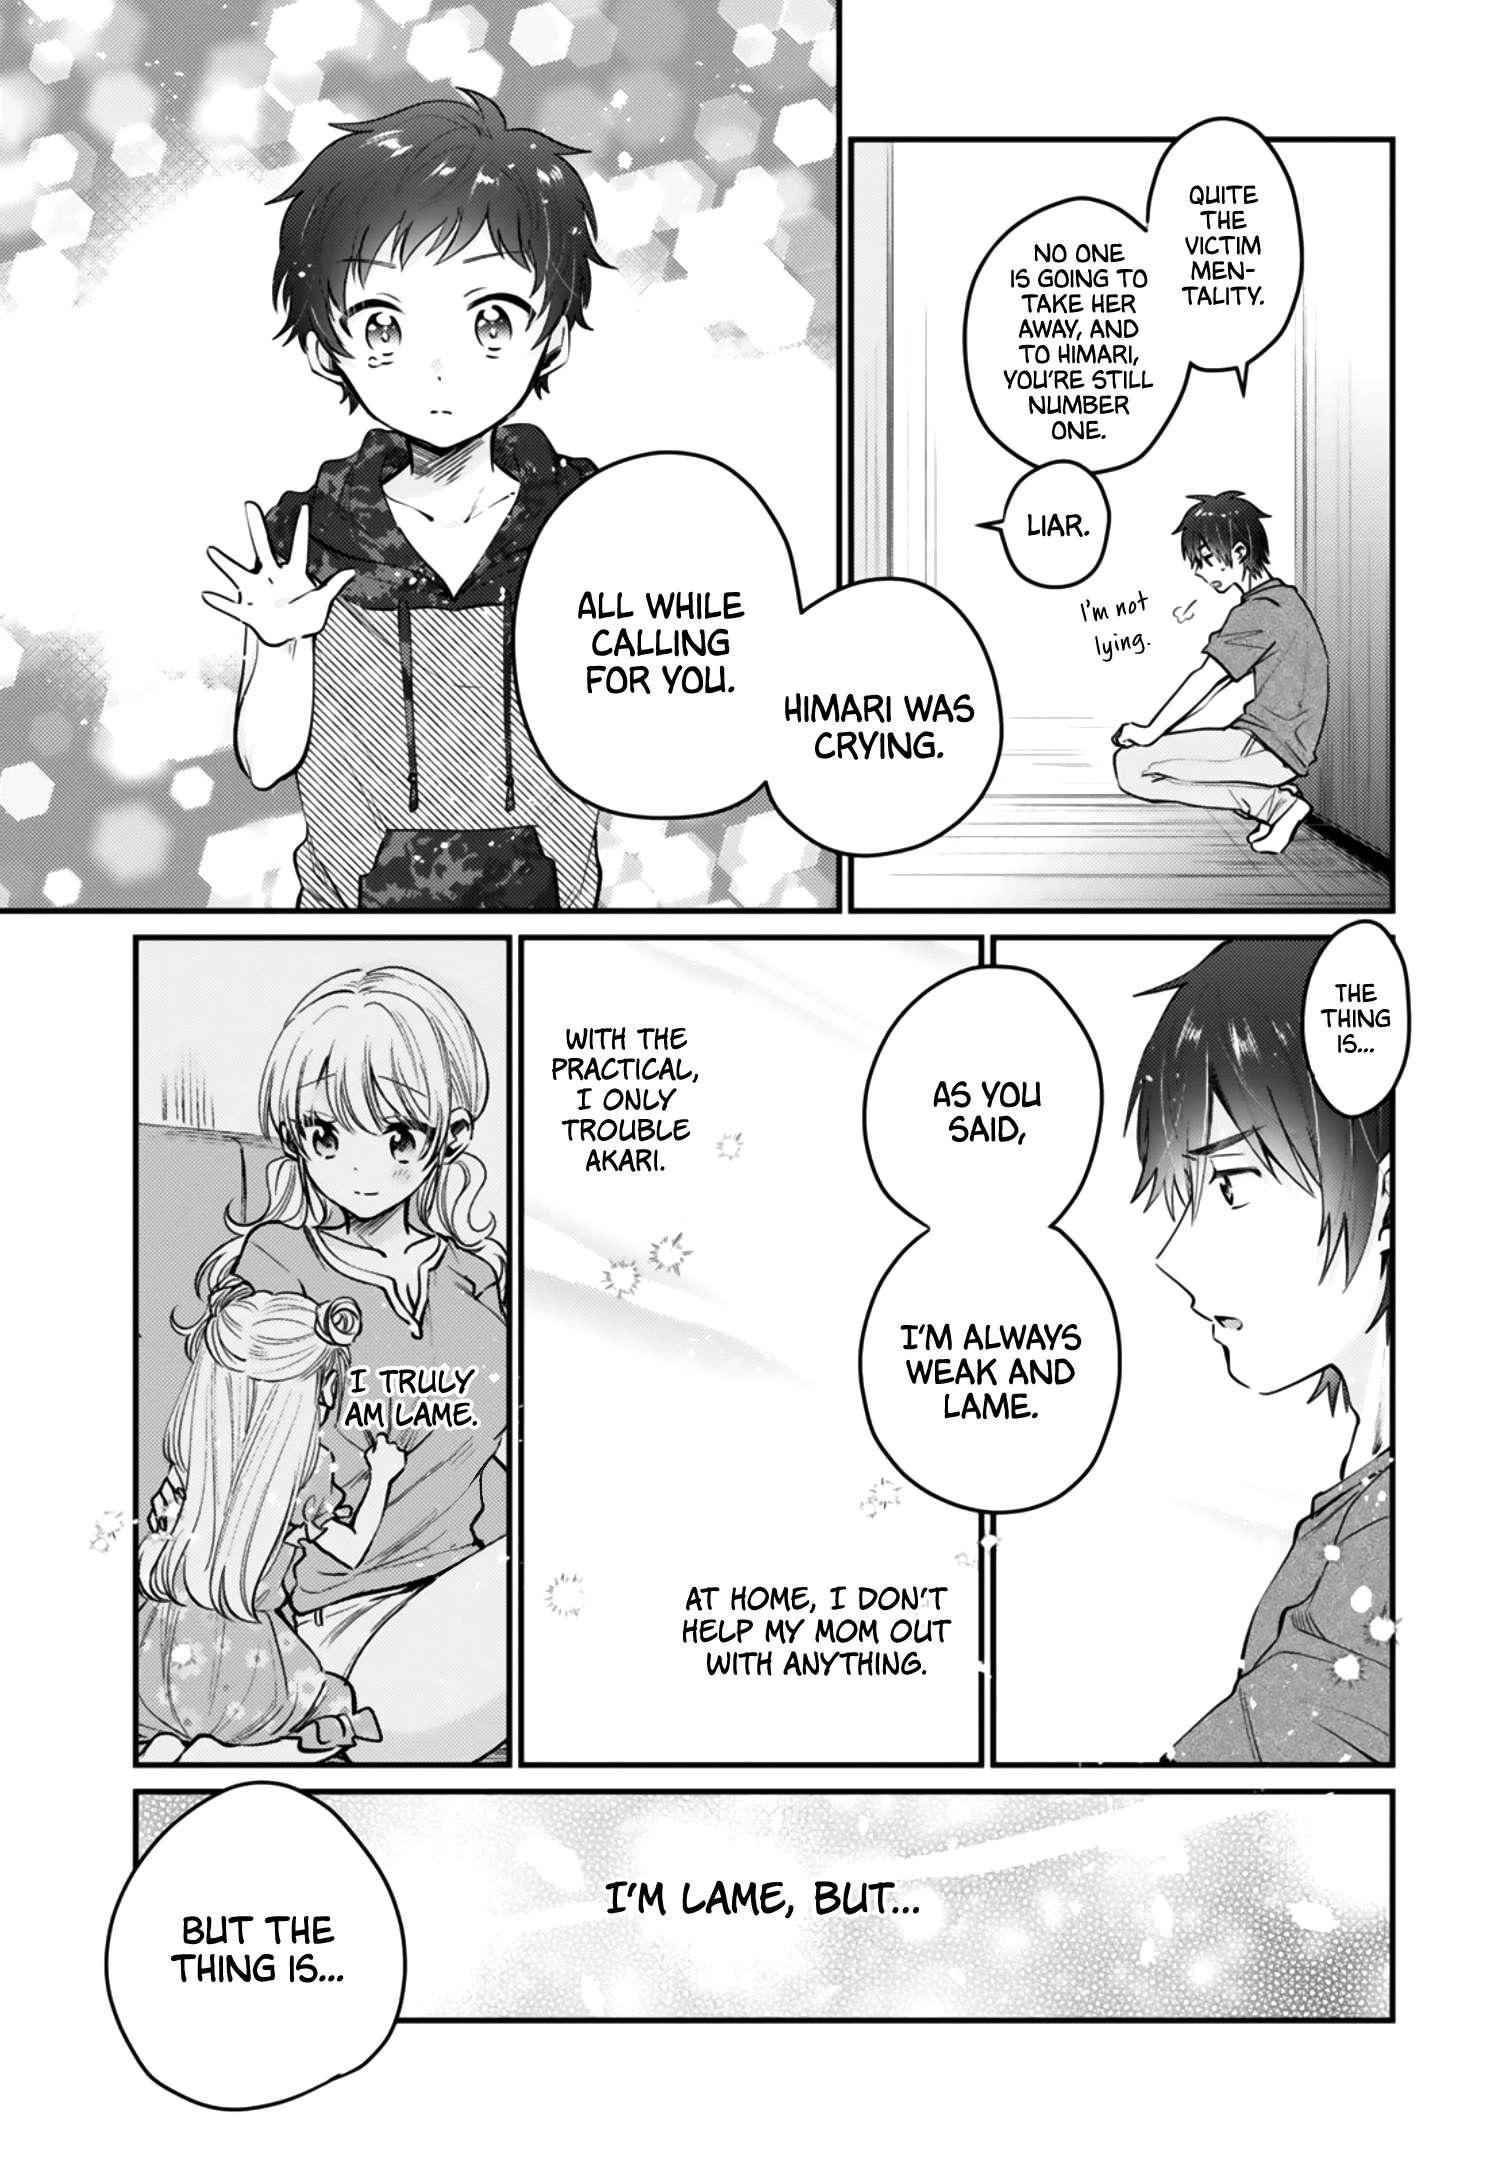 QUITE
THE
VICTIM
MEN-
TALITY.
NO ONE
IS GOING TO
TAKE HER
AWAY, AND
TO HIMARI,
YOU'RE STILL
NUMBER
ONE.
LIAR.
I'm not
lying.
HIMARI WAS
CRYING.
ALL WHILE
CALLING
FOR YOU.
THE
THING
IS...
AS YOU
SAID,
I'M ALWAYS
WEAK AND
LAME.
AT HOME, I DON'T
HELP MY MOM OUT
WITH ANYTHING.
WITH THE
PRACTICAL,
I ONLY
TROUBLE
AKARI.
I TRULY
AM LAME.
I'M LAME, BUT...
BUT THE
THING IS...